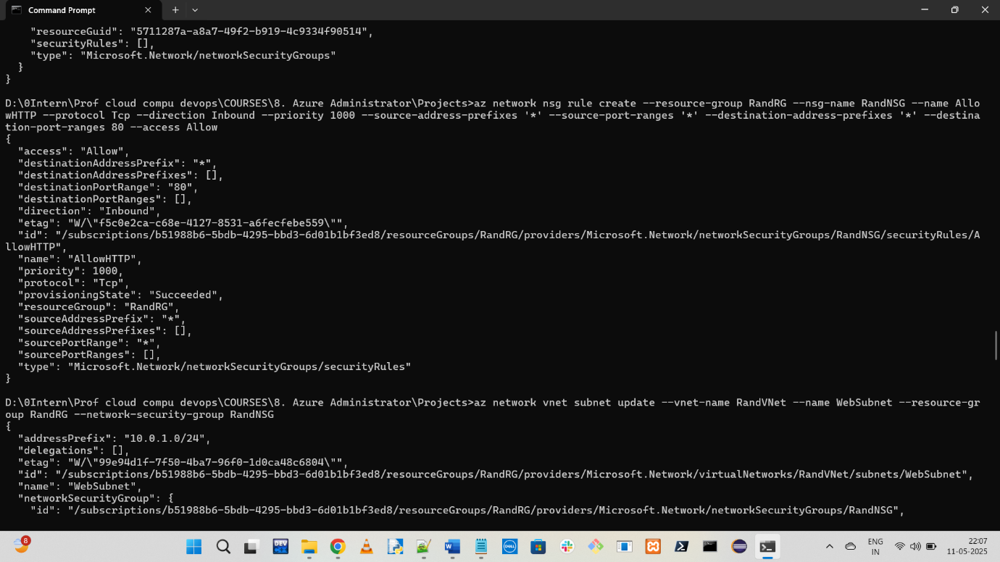 Command Prompt
    "resourceGuid": "5711287a-a8a7-49f2-b919-4c9334f90514",
    "securityRules": [],
    "type": "Microsoft.Network/networkSecurityGroups"
  }
}
D:\0Intern\Prof cloud compu devops\COURSES\8. Azure Administrator\Projects>az network nsg rule create --resource-group RandRG --nsg-name RandNSG --name Allo
wHTTP --protocol Tcp --direction Inbound --priority 1000 --source-address-prefixes '*' --source-port-ranges '*' --destination-address-prefixes '*' --destina
tion-port-ranges 80 --access Allow
{
  "access": "Allow",
  "destinationAddressPrefix": "*",
  "destinationAddressPrefixes": [],
  "destinationPortRange": "80",
  "destinationPortRanges": [],
  "direction": "Inbound",
  "etag": "W/\"f5c0e2ca-c68e-4127-8531-a6fecfebe559\"",
  "id": "/subscriptions/b51988b6-5bdb-4295-bbd3-6d01b1bf3ed8/resourceGroups/RandRG/providers/Microsoft.Network/networkSecurityGroups/RandNSG/securityRules/A
llowHTTP",
  "name": "AllowHTTP",
  "priority": 1000,
  "protocol": "Tcp",
  "provisioningState": "Succeeded",
  "resourceGroup": "RandRG",
  "sourceAddressPrefix": "*",
  "sourceAddressPrefixes": [],
  "sourcePortRange": "*",
  "sourcePortRanges": [],
  "type": "Microsoft.Network/networkSecurityGroups/securityRules"
}
D:\0Intern\Prof cloud compu devops\COURSES\8. Azure Administrator\Projects>az network vnet subnet update --vnet-name RandVNet --name WebSubnet --resource-gr
oup RandRG --network-security-group RandNSG
{
  "addressPrefix": "10.0.1.0/24",
  "delegations": [],
  "etag": "W/\"99e94d1f-7f50-4ba7-96f0-1d0ca48c6804\"",
  "id": "/subscriptions/b51988b6-5bdb-4295-bbd3-6d01b1bf3ed8/resourceGroups/RandRG/providers/Microsoft.Network/virtualNetworks/RandVNet/subnets/WebSubnet",
  "name": "WebSubnet",
  "networkSecurityGroup": {
    "id": "/subscriptions/b51988b6-5bdb-4295-bbd3-6d01b1bf3ed8/resourceGroups/RandRG/providers/Microsoft.Network/networkSecurityGroups/RandNSG",
8
DEV
DELL
ENG
IN
22:07
11-05-2025